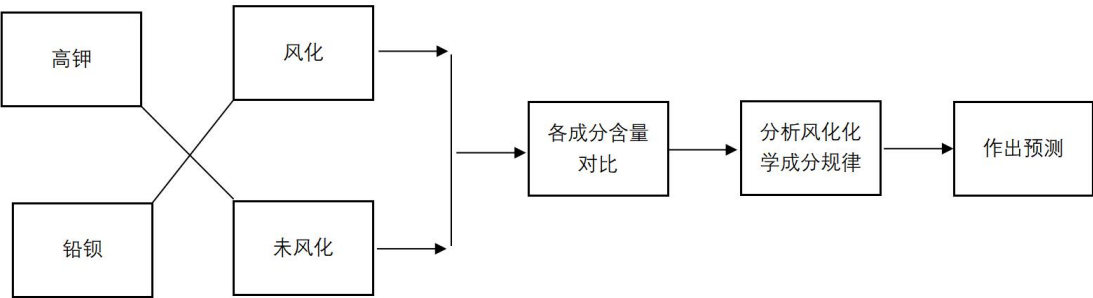 高钾
风化
铅钡
未风化
各成分含量
对比
分析风化化
学成分规律
作出预测